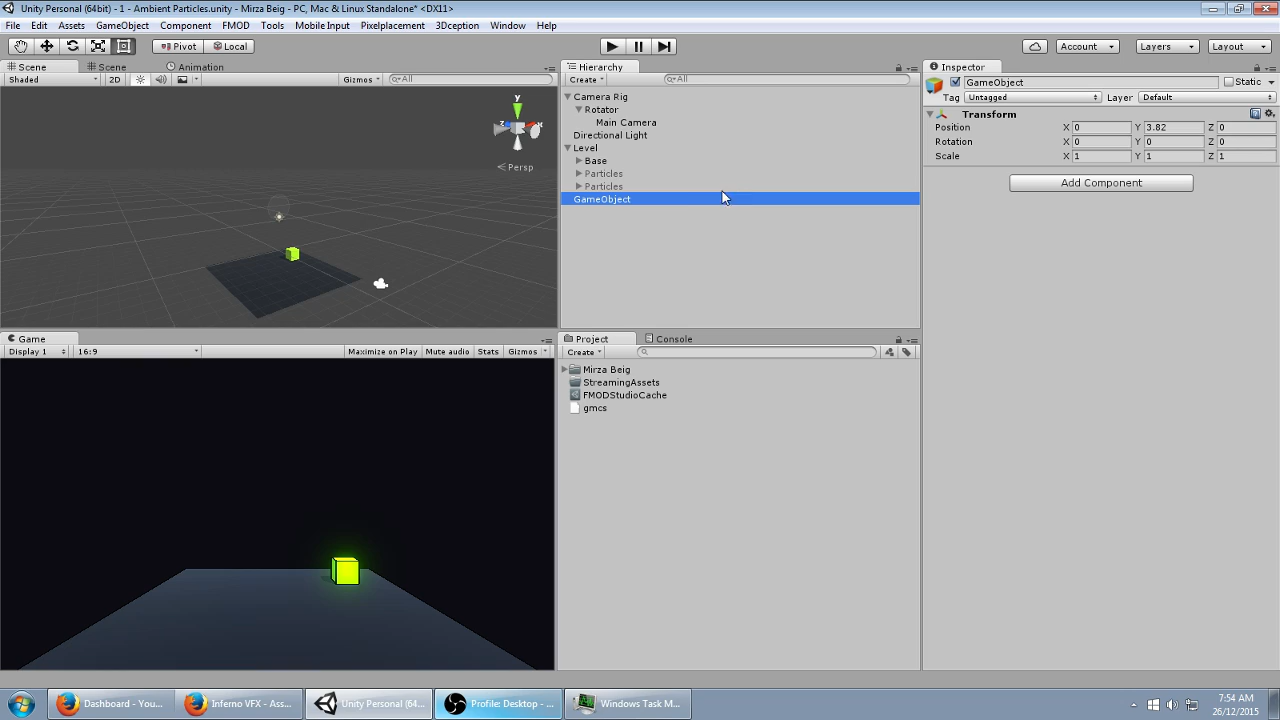 Unity Personal (64bit) - 1 - Ambient Particles.unity - Mirza Beig - PC, Mac & Linux Standalone* <DX11>
File Edit Assets GameObject Component FMOD Tools Mobile Input Pixelplacement 3Dception Window Help
Pivot Local Account Layers Layout
Scene Scene Animation
Shaded 2D Gizmos All
y
z x
Persp
Hierarchy
Create All
Camera Rig
Rotator
Main Camera
Directional Light
Level
Base
Particles
Particles
GameObject
Inspector
GameObject Static
Tag Untagged Layer Default
Transform
Position X 0 Y 3.82 Z 0
Rotation X 0 Y 0 Z 0
Scale X 1 Y 1 Z 1
Add Component
Game
Display 1 16:9 Maximize on Play Mute audio Stats Gizmos
Project Console
Create
Mirza Beig
StreamingAssets
FMODStudioCache
gmcs
Dashboard - You... Inferno VFX - Ass... Unity Personal (64... Profile: Desktop - ... Windows Task M...
7:54 AM
26/12/2015